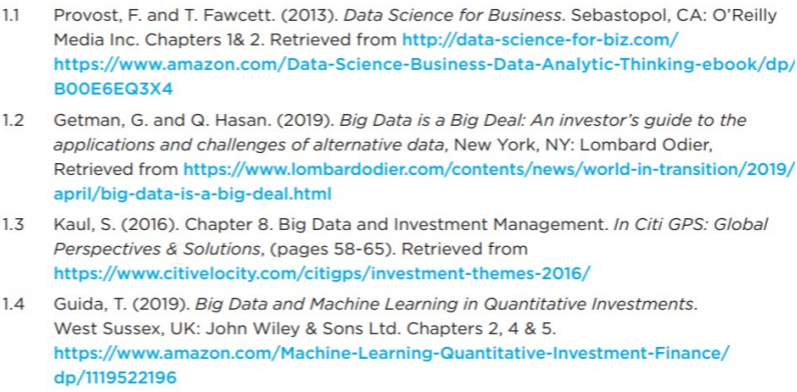 1.1 Provost, F. and T. Fawcett. (2013). Data Science for Business. Sebastopol, CA: O’Reilly
Media Inc. Chapters 1& 2. Retrieved from http://data-science-for-biz.com/
https://www.amazon.com/Data-Science-Business-Data-Analytic-Thinking-ebook/dp/
B00E6EQ3X4
1.2 Getman, G. and Q. Hasan. (2019). Big Data is a Big Deal: An investor’s guide to the
applications and challenges of alternative data, New York, NY: Lombard Odier,
Retrieved from https://www.lombardodier.com/contents/news/world-in-transition/2019/
april/big-data-is-a-big-deal.html
1.3 Kaul, S. (2016). Chapter 8. Big Data and Investment Management. In Citi GPS: Global
Perspectives & Solutions, (pages 58-65). Retrieved from
https://www.citivelocity.com/citigps/investment-themes-2016/
1.4 Guida, T. (2019). Big Data and Machine Learning in Quantitative Investments.
West Sussex, UK: John Wiley & Sons Ltd. Chapters 2, 4 & 5.
https://www.amazon.com/Machine-Learning-Quantitative-Investment-Finance/
dp/1119522196